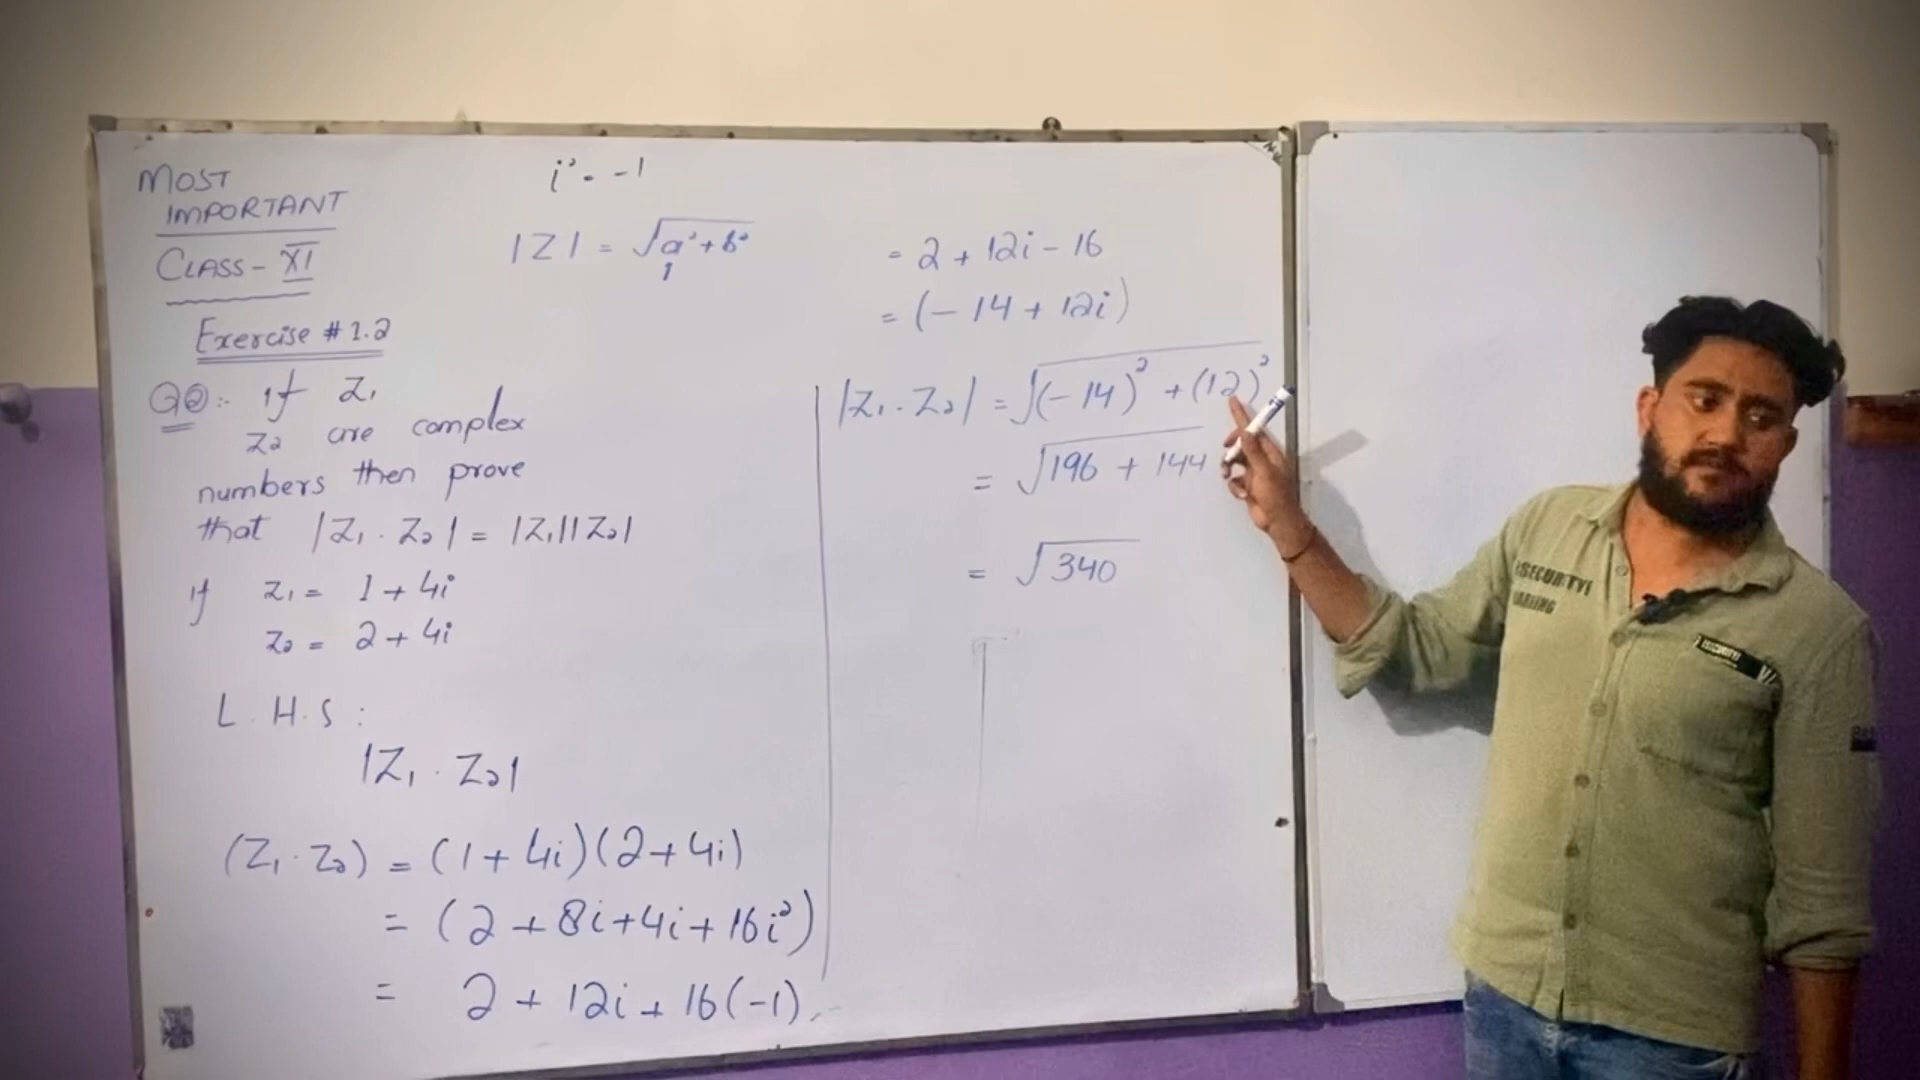 MOST
IMPORTANT
CLASS - XI
Exercise # 1.2
Q2:- if Z₁
Z₂ are complex
numbers then prove
that |Z₁ . Z₂| = |Z₁||Z₂|
if Z₁ = 1 + 4i
Z₂ = 2 + 4i
L.H.S :
|Z₁ . Z₂|
(Z₁ . Z₂) = (1 + 4i)(2 + 4i)
= (2 + 8i + 4i + 16i²)
= 2 + 12i + 16(-1)
i² = -1
|Z| = √a² + b²
= 2 + 12i - 16
= (- 14 + 12i)
|Z₁ . Z₂| = √(- 14)² + (12)²
= √196 + 144
= √340
SECURITY